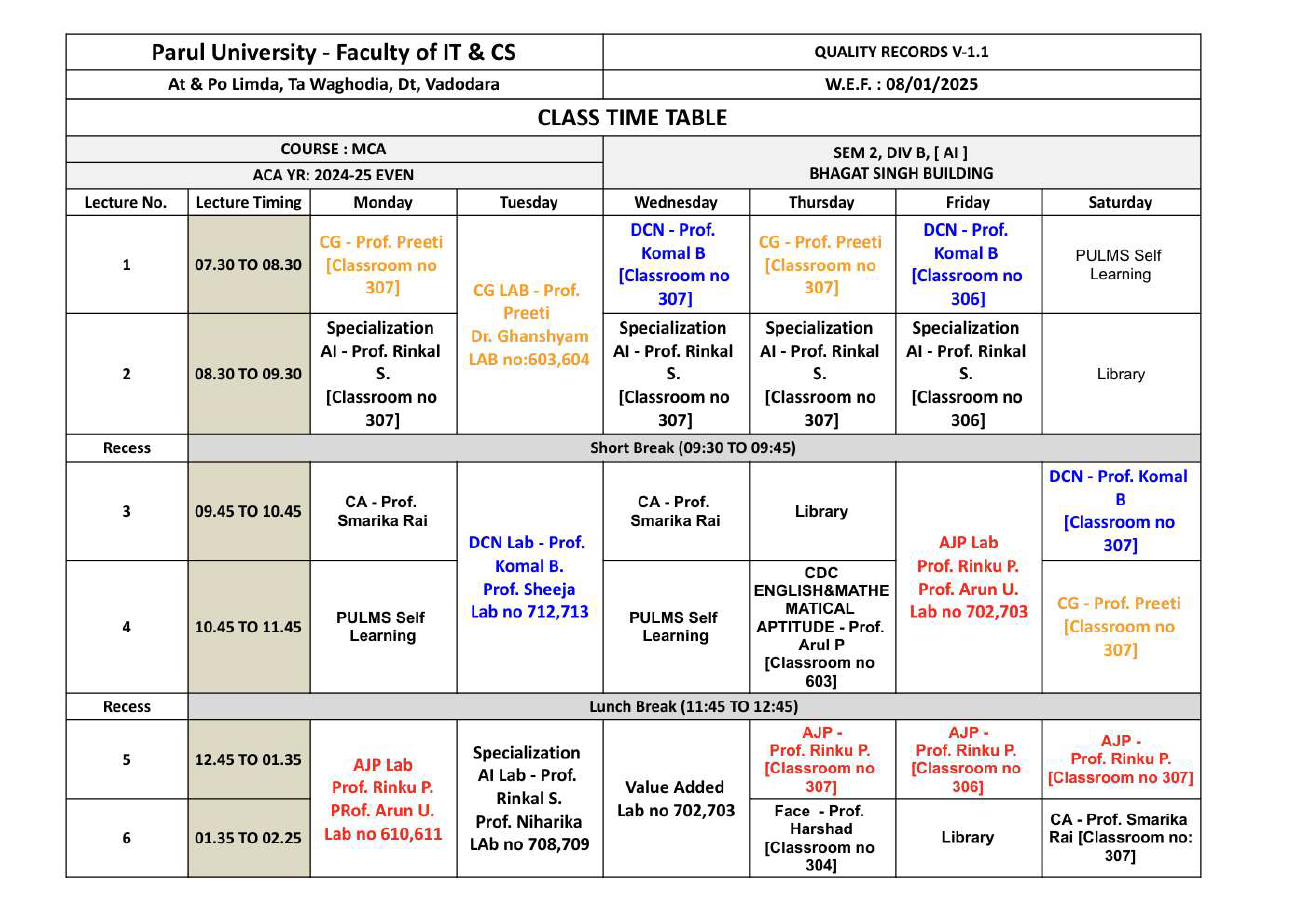 Parul University - Faculty of IT & CS
QUALITY RECORDS V-1.1
At & Po Limda, Ta Waghodia, Dt, Vadodara
W.E.F. : 08/01/2025
CLASS TIME TABLE
COURSE : MCA
ACA YR: 2024-25 EVEN
SEM 2, DIV B, [ AI ]
BHAGAT SINGH BUILDING
Lecture No.
Lecture Timing
Monday
Tuesday
Wednesday
Thursday
Friday
Saturday
1
07.30 TO 08.30
CG - Prof. Preeti
[Classroom no
307]
CG LAB - Prof.
Preeti
Dr. Ghanshyam
LAB no:603,604
DCN - Prof.
Komal B
[Classroom no
307]
CG - Prof. Preeti
[Classroom no
307]
DCN - Prof.
Komal B
[Classroom no
306]
PULMS Self
Learning
2
08.30 TO 09.30
Specialization
AI - Prof. Rinkal
S.
[Classroom no
307]
Specialization
AI - Prof. Rinkal
S.
[Classroom no
307]
Specialization
AI - Prof. Rinkal
S.
[Classroom no
307]
Specialization
AI - Prof. Rinkal
S.
[Classroom no
306]
Library
Recess
Short Break (09:30 TO 09:45)
3
09.45 TO 10.45
CA - Prof.
Smarika Rai
DCN Lab - Prof.
Komal B.
Prof. Sheeja
Lab no 712,713
CA - Prof.
Smarika Rai
Library
AJP Lab
Prof. Rinku P.
Prof. Arun U.
Lab no 702,703
DCN - Prof. Komal
B
[Classroom no
307]
4
10.45 TO 11.45
PULMS Self
Learning
PULMS Self
Learning
CDC
ENGLISH&MATHE
MATICAL
APTITUDE - Prof.
Arul P
[Classroom no
603]
CG - Prof. Preeti
[Classroom no
307]
Recess
Lunch Break (11:45 TO 12:45)
5
12.45 TO 01.35
AJP Lab
Prof. Rinku P.
PRof. Arun U.
Lab no 610,611
Specialization
AI Lab - Prof.
Rinkal S.
Prof. Niharika
LAb no 708,709
Value Added
Lab no 702,703
AJP -
Prof. Rinku P.
[Classroom no
307]
AJP -
Prof. Rinku P.
[Classroom no
306]
AJP -
Prof. Rinku P.
[Classroom no 307]
6
01.35 TO 02.25
Face - Prof.
Harshad
[Classroom no
304]
Library
CA - Prof. Smarika
Rai [Classroom no:
307]